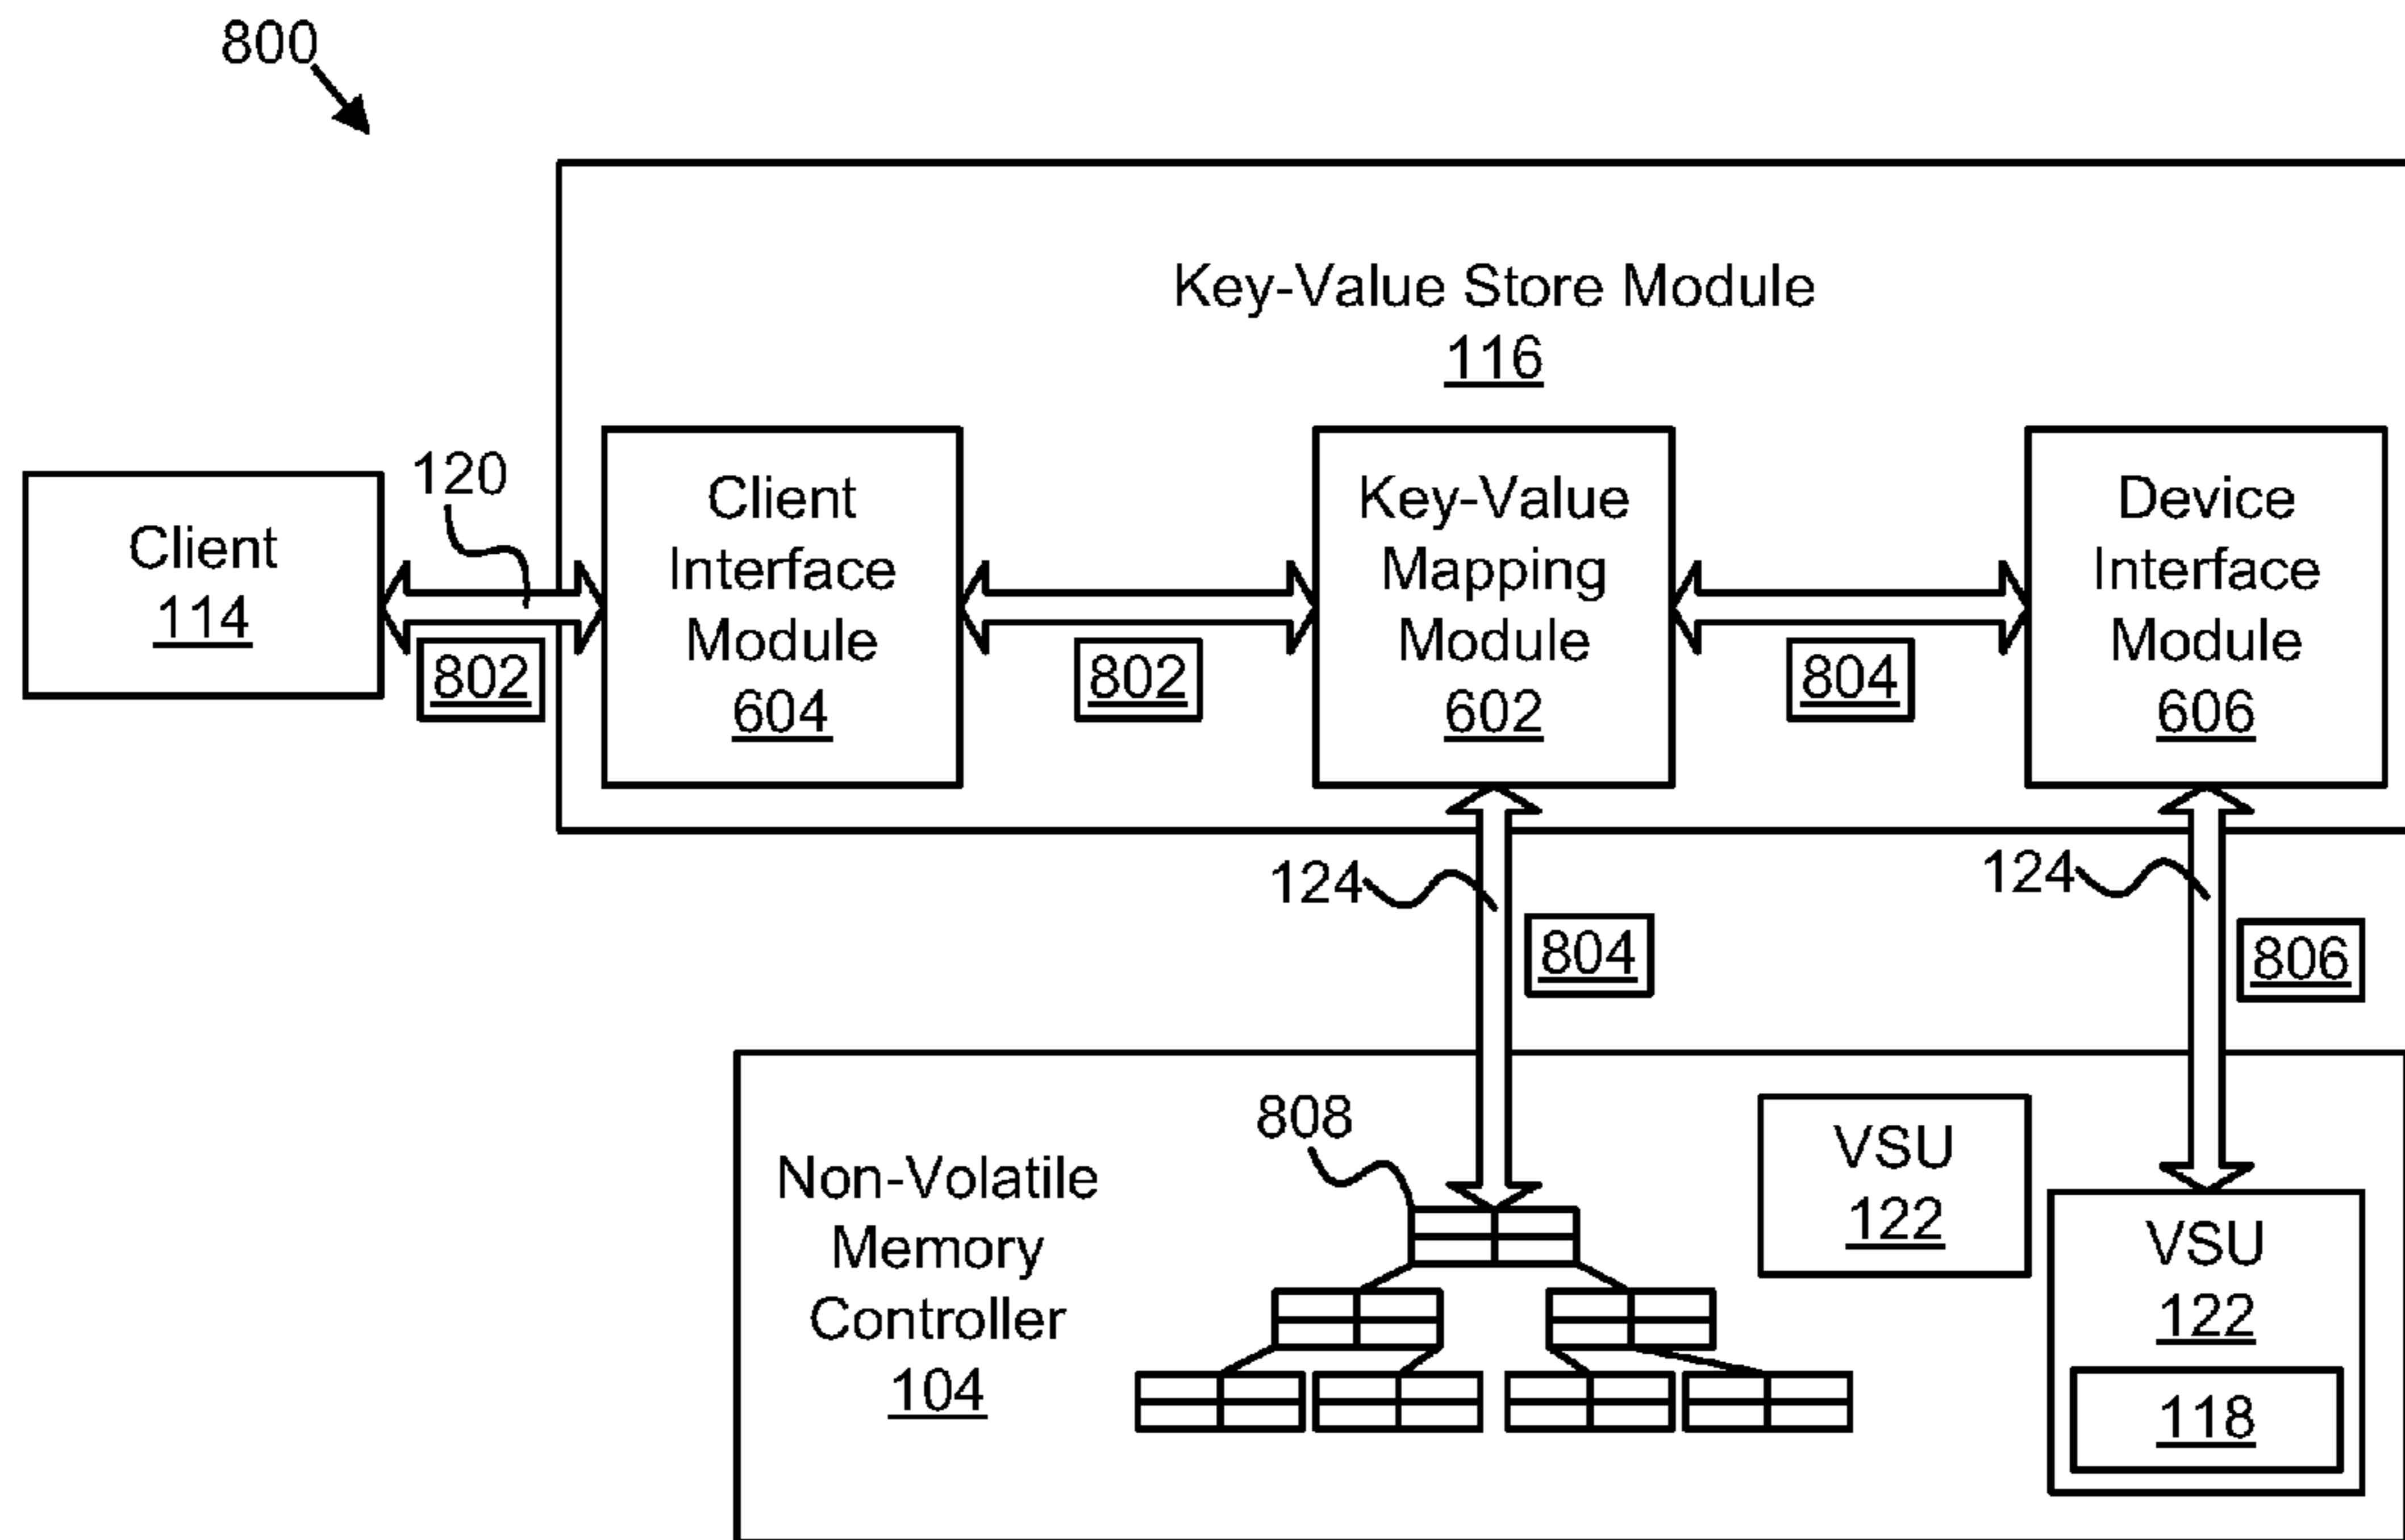 800
Key-Value Store Module
116
Client
114
120
802
Client
Interface
Module
604
802
Key-Value
Mapping
Module
602
804
Device
Interface
Module
606
124
804
124
806
Non-Volatile
Memory
Controller
104
808
VSU
122
VSU
122
118